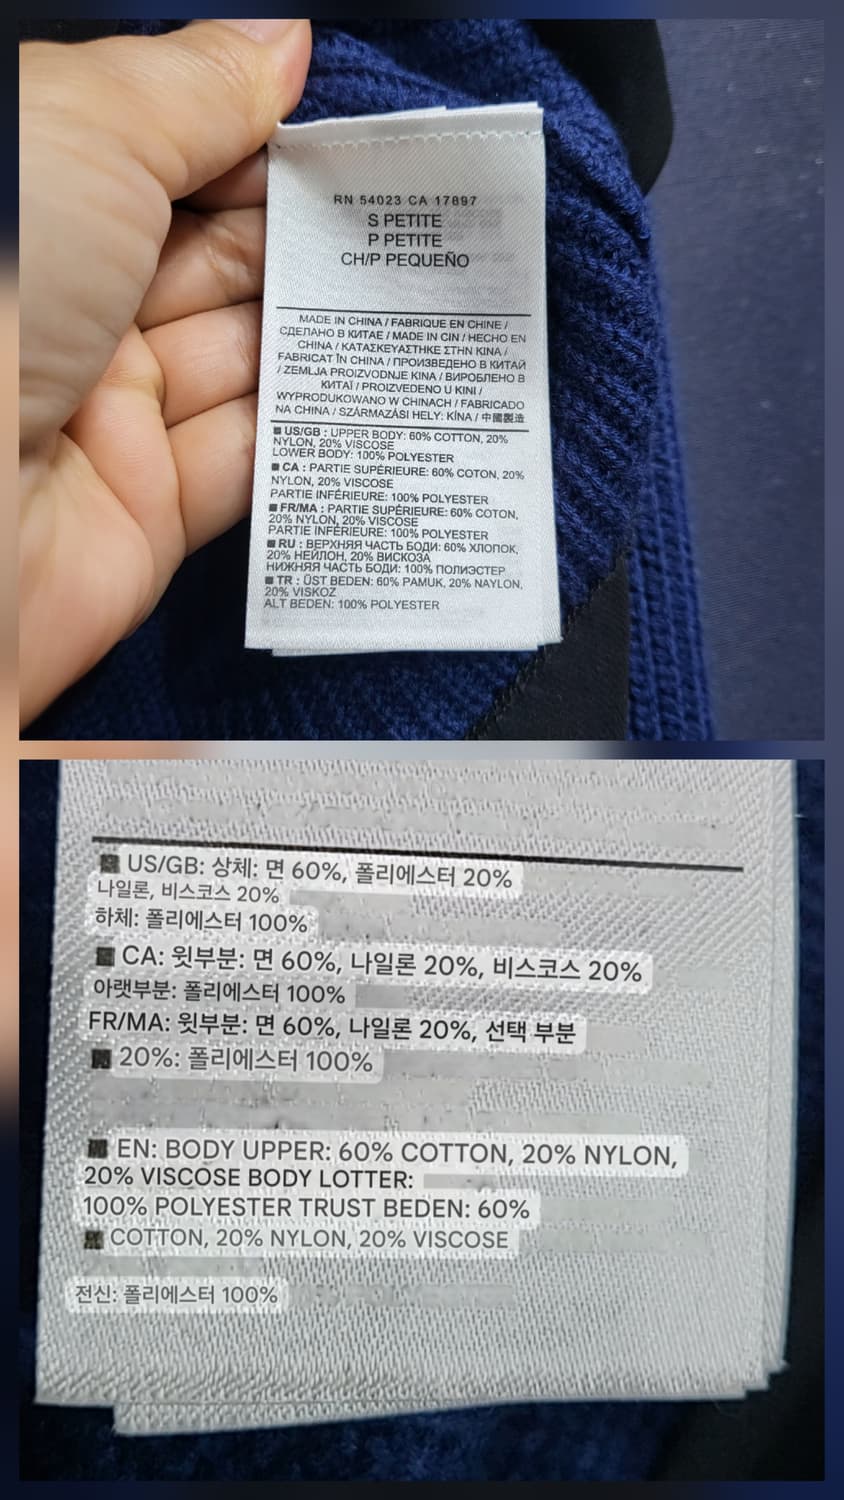 RN 54023 CA 17897
S PETITE
P PETITE
CH/P PEQUEÑO
MADE IN CHINA / FABRIQUE EN CHINE /
СДЕЛАНО В КИТАЕ / MADE IN CIN / HECHO EN
CHINA / ΚΑΤΑΣΚΕΥΑΣΤΗΚΕ ΣΤΗΝ ΚΙΝΑ /
FABRICAT ÎN CHINA / ПРОИЗВЕДЕНО В КИТАЙ
/ ZEMLJA PROIZVODNJE KINA / ВИРОБЛЕНО В
КИТАЇ / PROIZVEDENO U KINI /
WYPRODUKOWANO W CHINACH / FABRICADO
NA CHINA / SZÁRMAZÁSI HELY: KÍNA / 中國製造
■ US/GB : UPPER BODY: 60% COTTON, 20%
NYLON, 20% VISCOSE
LOWER BODY: 100% POLYESTER
■ CA : PARTIE SUPÉRIEURE: 60% COTON, 20%
NYLON, 20% VISCOSE
PARTIE INFÉRIEURE: 100% POLYESTER
■ FR/MA : PARTIE SUPÉRIEURE: 60% COTON,
20% NYLON, 20% VISCOSE
PARTIE INFÉRIEURE: 100% POLYESTER
■ RU : ВЕРХНЯЯ ЧАСТЬ БОДИ: 60% ХЛОПОК,
20% НЕЙЛОН, 20% ВИСКОЗА
НИЖНЯЯ ЧАСТЬ БОДИ: 100% ПОЛИЭСТЕР
■ TR : ÜST BEDEN: 60% PAMUK, 20% NAYLON,
20% VISKOZ
ALT BEDEN: 100% POLYESTER
US/GB: 상체: 면 60%, 폴리에스터 20%
나일론, 비스코스 20%
하체: 폴리에스터 100%
CA: 윗부분: 면 60%, 나일론 20%, 비스코스 20%
아랫부분: 폴리에스터 100%
FR/MA: 윗부분: 면 60%, 나일론 20%, 선택 부분
20%: 폴리에스터 100%
EN: BODY UPPER: 60% COTTON, 20% NYLON,
20% VISCOSE BODY LOTTER:
100% POLYESTER TRUST BEDEN: 60%
COTTON, 20% NYLON, 20% VISCOSE
전신: 폴리에스터 100%